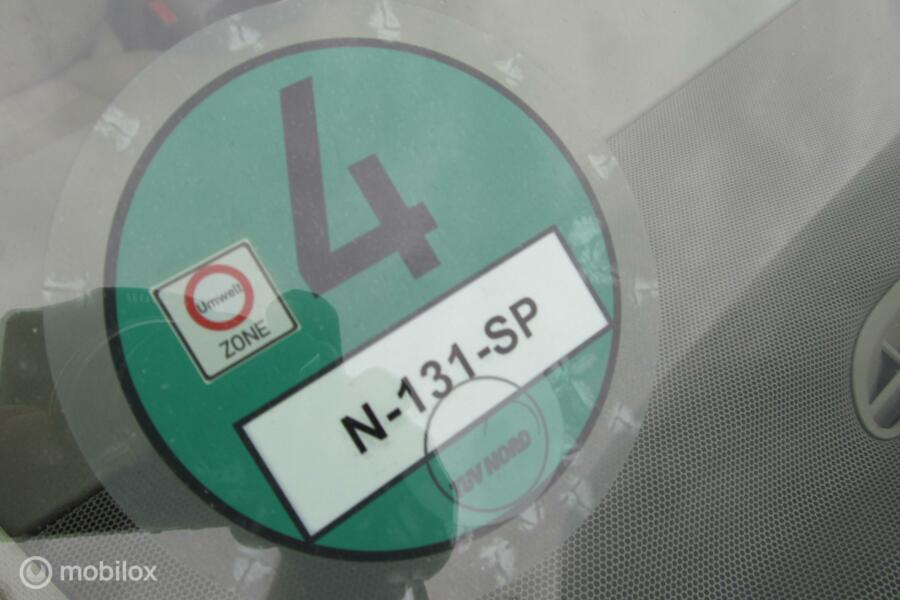 4
Umwelt
ZONE
N-131-SP
TÜV NORD
mobilox